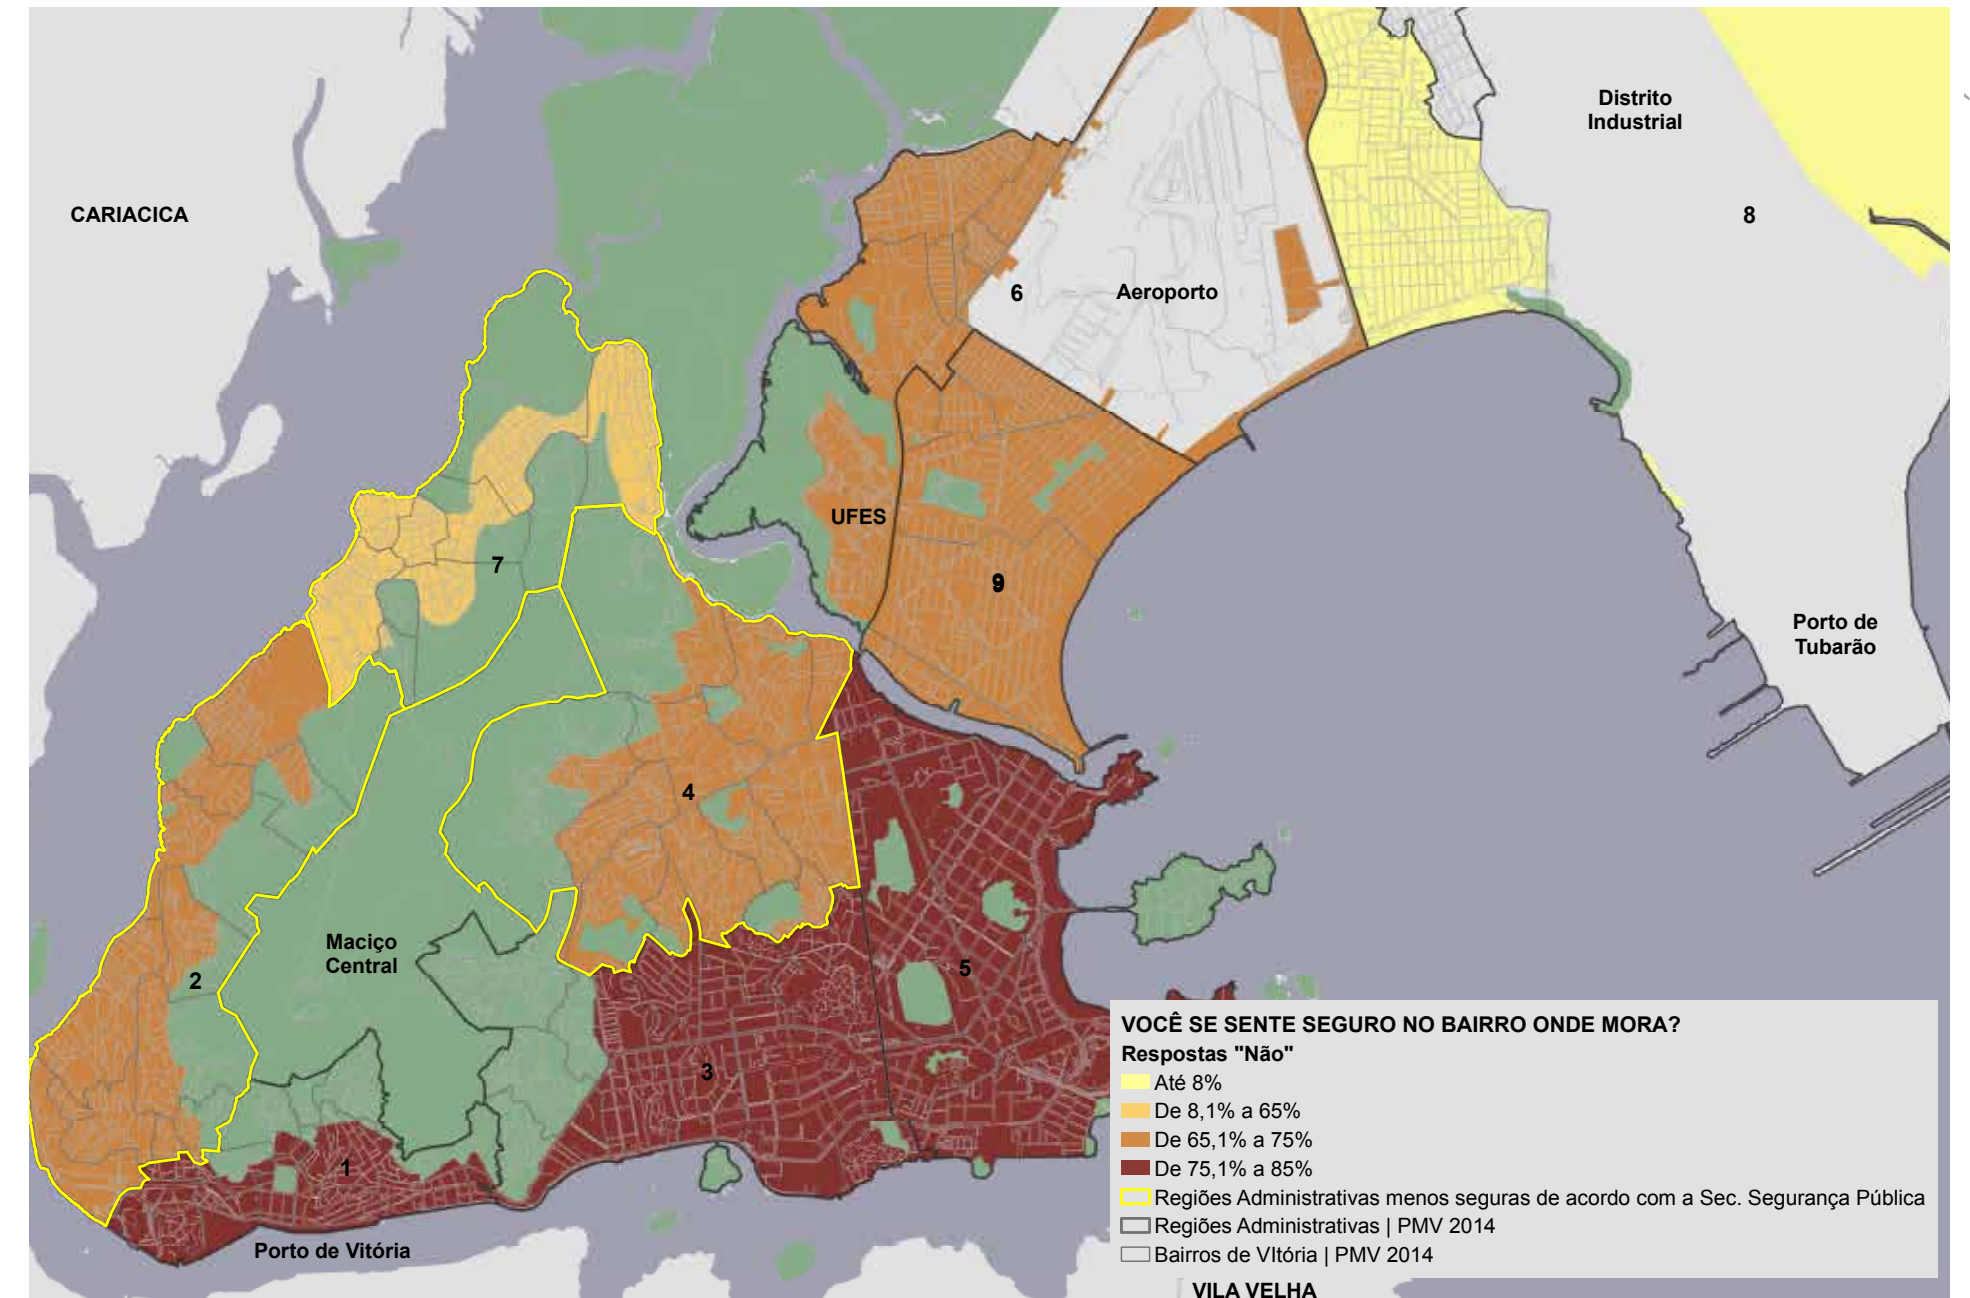 Distrito
Industrial
CARIACICA
8
6
Aeroporto
UFES
7
9
Porto de
Tubarão
4
Maciço
Central
2
5
3
1
Porto de Vitória
VOCÊ SE SENTE SEGURO NO BAIRRO ONDE MORA?
Respostas "Não"
Até 8%
De 8,1% a 65%
De 65,1% a 75%
De 75,1% a 85%
Regiões Administrativas menos seguras de acordo com a Sec. Segurança Pública
Regiões Administrativas | PMV 2014
Bairros de VItória | PMV 2014
VILA VELHA